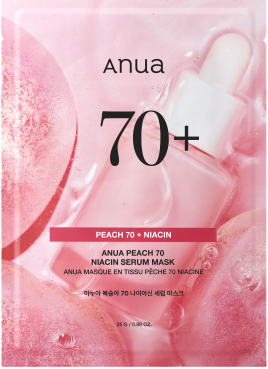 Anua
70+
PEACH 70 + NIACIN
ANUA PEACH 70
NIACIN SERUM MASK
ANUA MASQUE EN TISSU PÊCHE 70 NIACINE
아누아 복숭아 70 나이아신 세럼 마스크
25 G / 0.88 OZ.